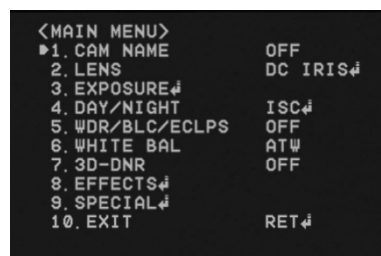 <MAIN MENU>
▶1. CAM NAME OFF
2. LENS DC IRIS↲
3. EXPOSURE↲
4. DAY/NIGHT ISC↲
5. WDR/BLC/ECLPS OFF
6. WHITE BAL ATW
7. 3D-DNR OFF
8. EFFECTS↲
9. SPECIAL↲
10. EXIT RET↲